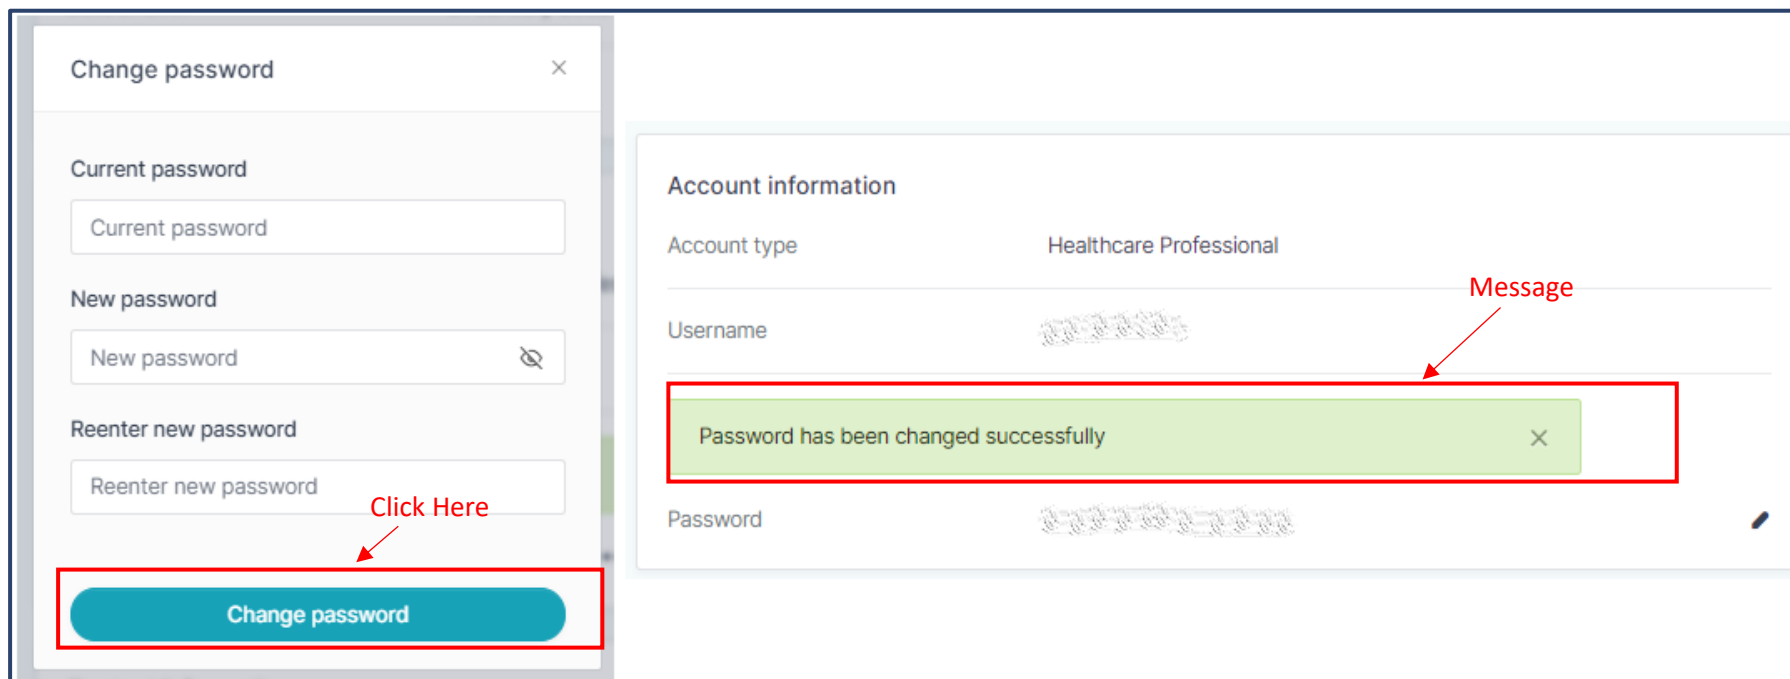 Change password
Current password
Current password
New password
New password
Reenter new password
Reenter new password
Click Here
Change password
Account information
Account type Healthcare Professional
Message
Username
Password has been changed successfully
Password